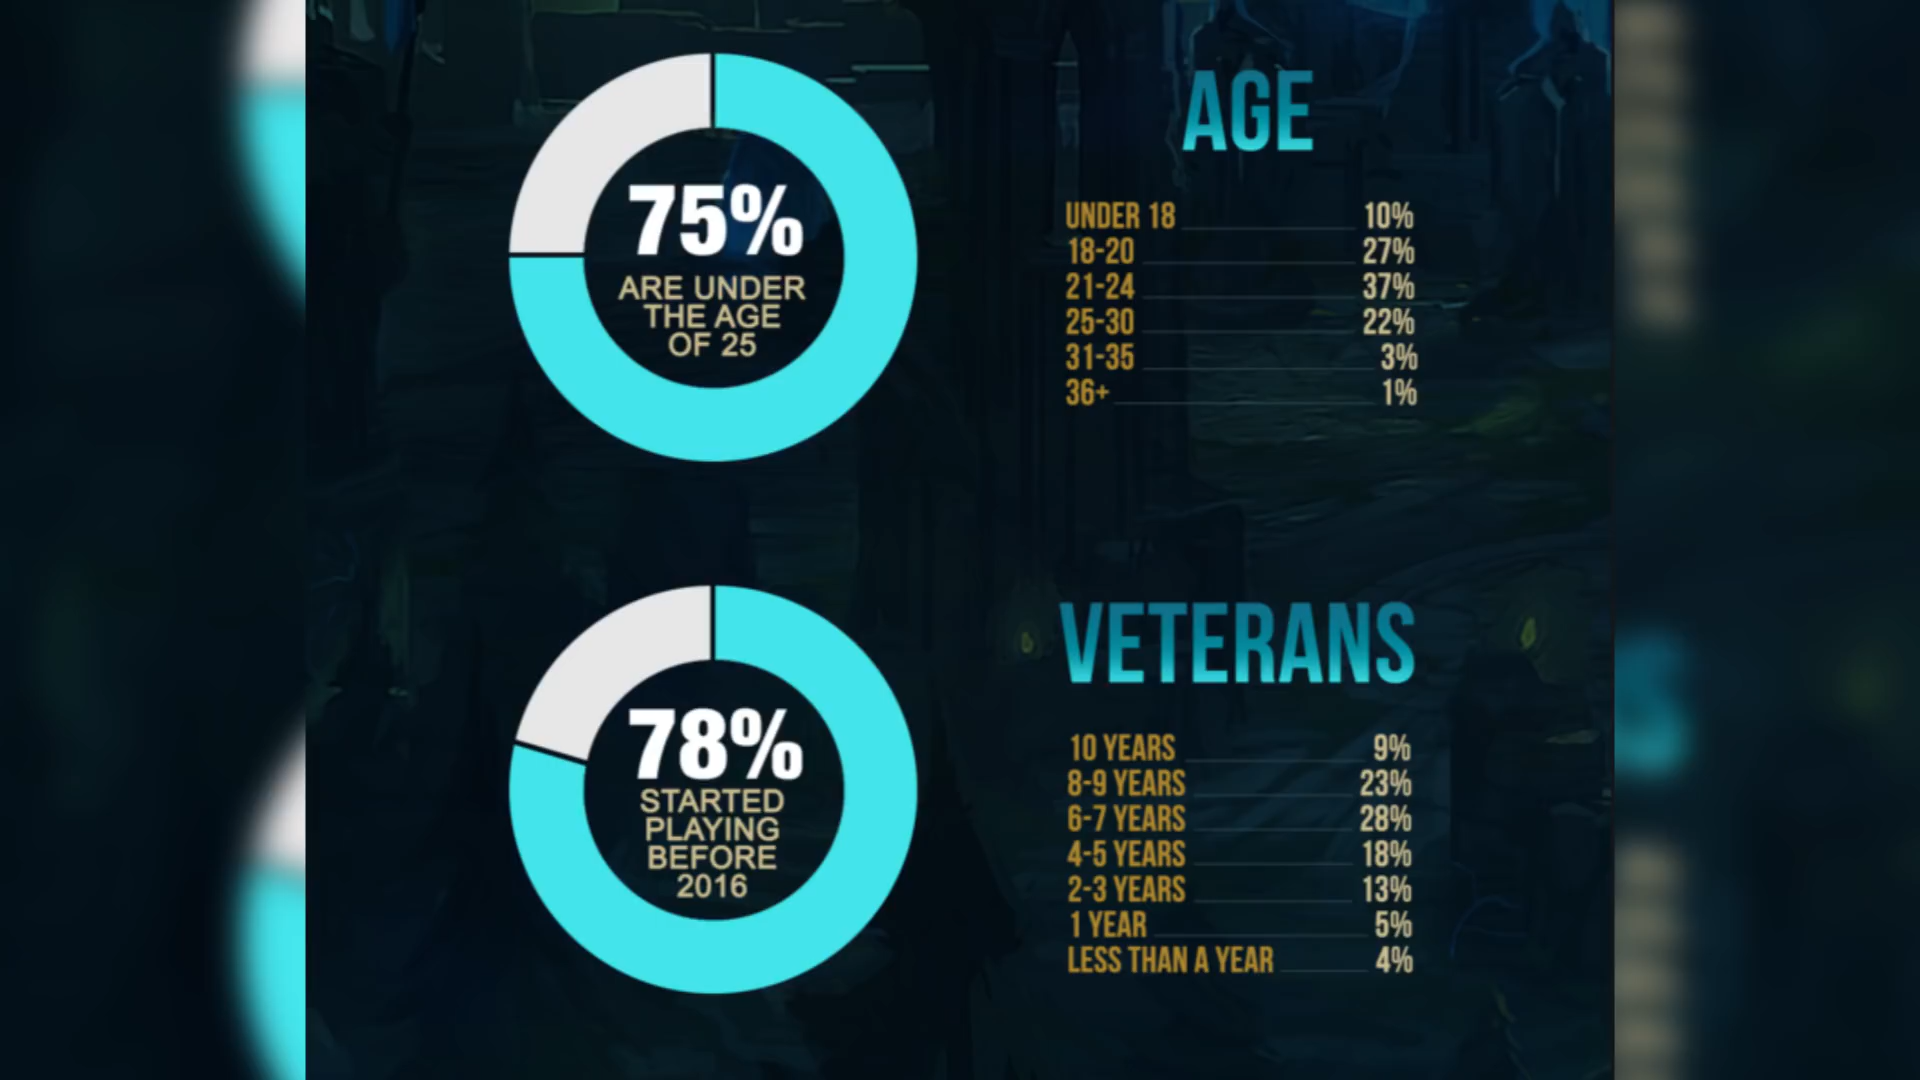 75%
ARE UNDER
THE AGE
OF 25
AGE
UNDER 18 10%
18-20 27%
21-24 37%
25-30 22%
31-35 3%
36+ 1%
78%
STARTED
PLAYING
BEFORE
2016
VETERANS
10 YEARS 9%
8-9 YEARS 23%
6-7 YEARS 28%
4-5 YEARS 18%
2-3 YEARS 13%
1 YEAR 5%
LESS THAN A YEAR 4%